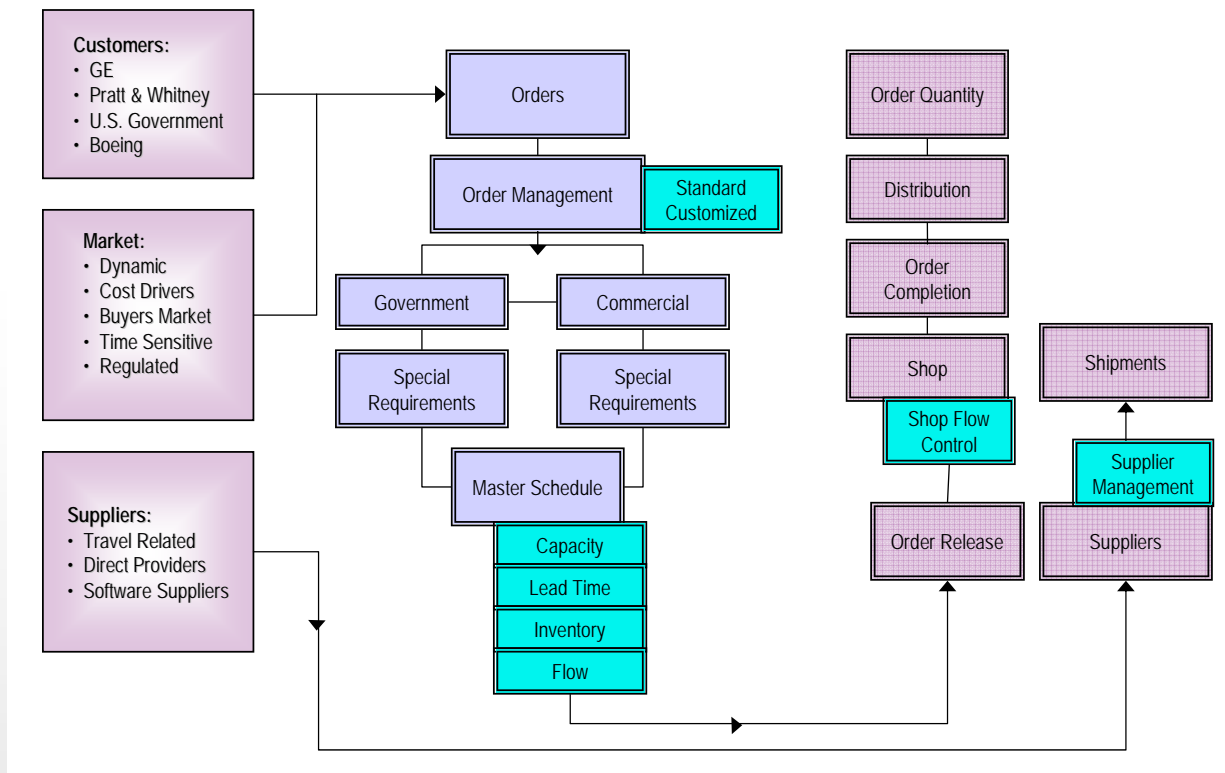 Customers:
• GE
• Pratt & Whitney
• U.S. Government
• Boeing
Market:
• Dynamic
• Cost Drivers
• Buyers Market
• Time Sensitive
• Regulated
Suppliers:
• Travel Related
• Direct Providers
• Software Suppliers
Orders
Order Management
Standard
Customized
Government
Commercial
Special
Requirements
Special
Requirements
Master Schedule
Capacity
Lead Time
Inventory
Flow
Order Quantity
Distribution
Order
Completion
Shop
Shop Flow
Control
Order Release
Shipments
Supplier
Management
Suppliers